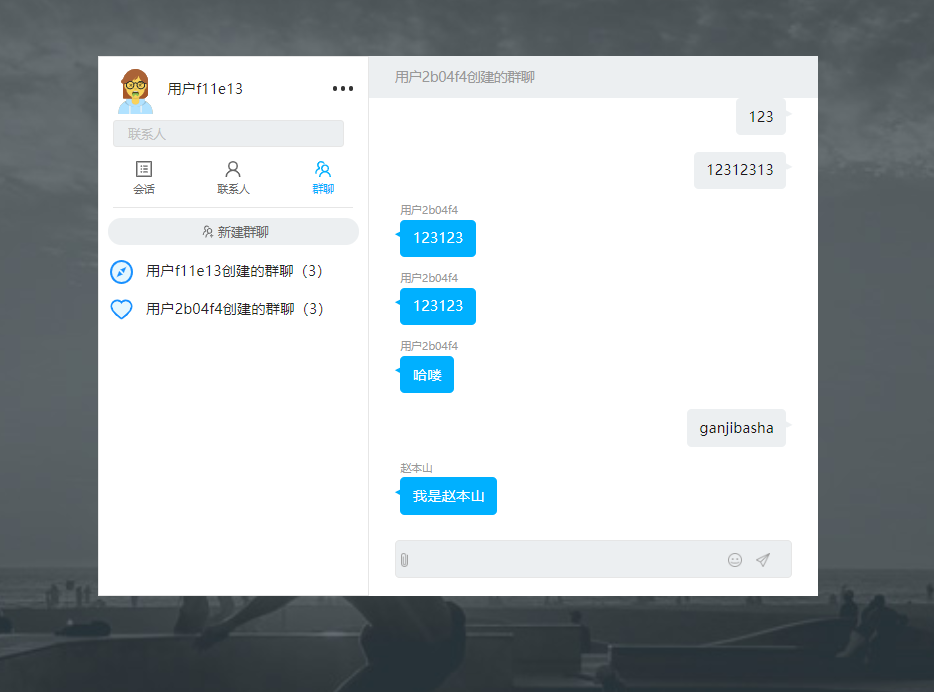 用户f11e13
联系人
会话
联系人
群聊
新建群聊
用户f11e13创建的群聊（3）
用户2b04f4创建的群聊（3）
用户2b04f4创建的群聊
123
12312313
用户2b04f4
123123
用户2b04f4
123123
用户2b04f4
哈喽
ganjibasha
赵本山
我是赵本山